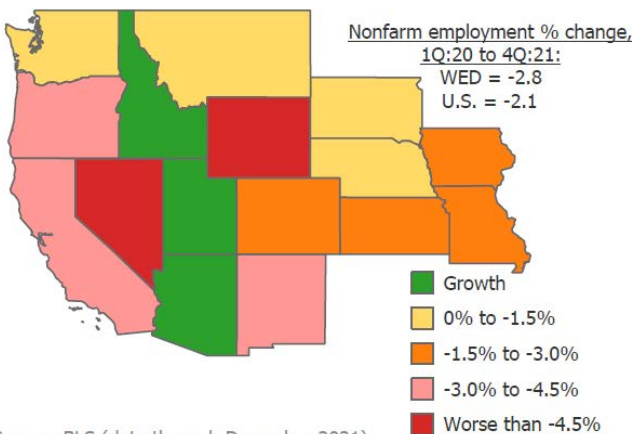 Nonfarm employment % change,
1Q:20 to 4Q:21:
WED = -2.8
U.S. = -2.1
Growth
0% to -1.5%
-1.5% to -3.0%
-3.0% to -4.5%
Worse than -4.5%